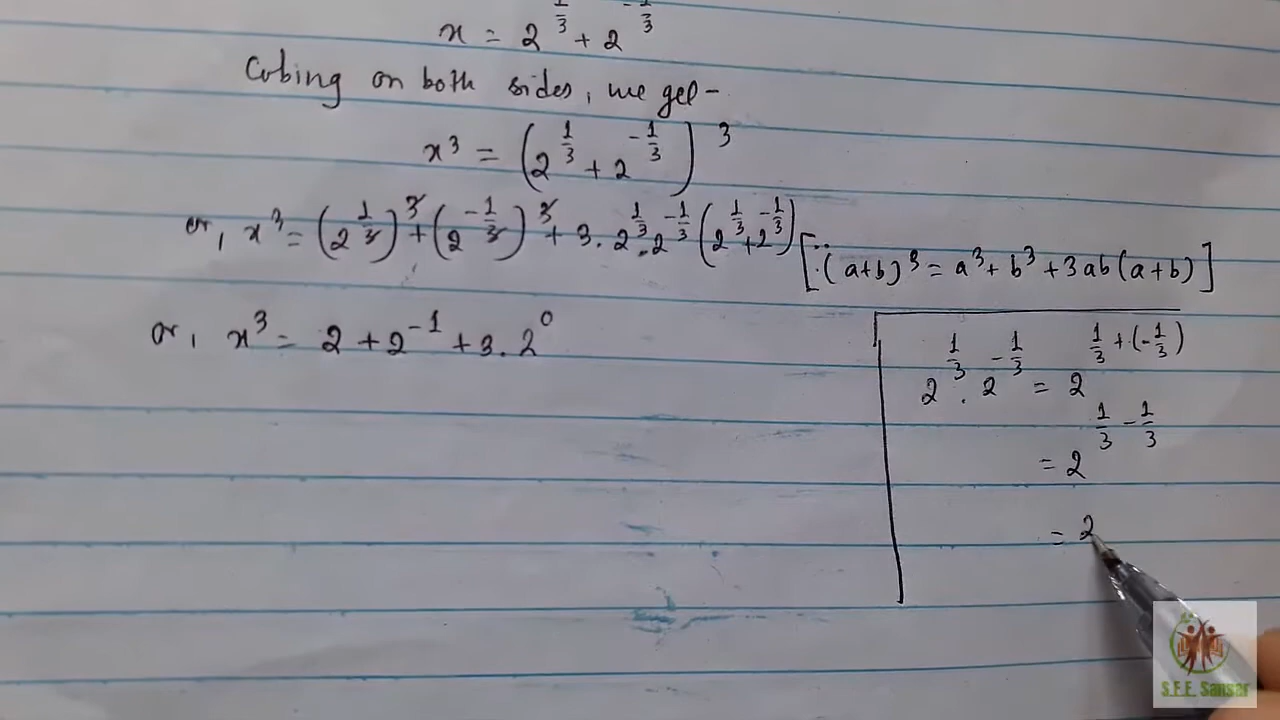 x = 2^{1/3} + 2^{-1/3}
Cubing on both sides, we get-
x³ = (2^{1/3} + 2^{-1/3})³
or, x³ = (2^{1/3})³ + (2^{-1/3})³ + 3. 2^{1/3} . 2^{-1/3} (2^{1/3} + 2^{-1/3})
[∵ (a+b)³ = a³ + b³ + 3ab (a+b)]
or, x³ = 2 + 2^{-1} + 3. 2^0
2^{1/3} . 2^{-1/3} = 2^{1/3 + (-1/3)}
= 2^{1/3 - 1/3}
= 2
S.E.E. Sansar